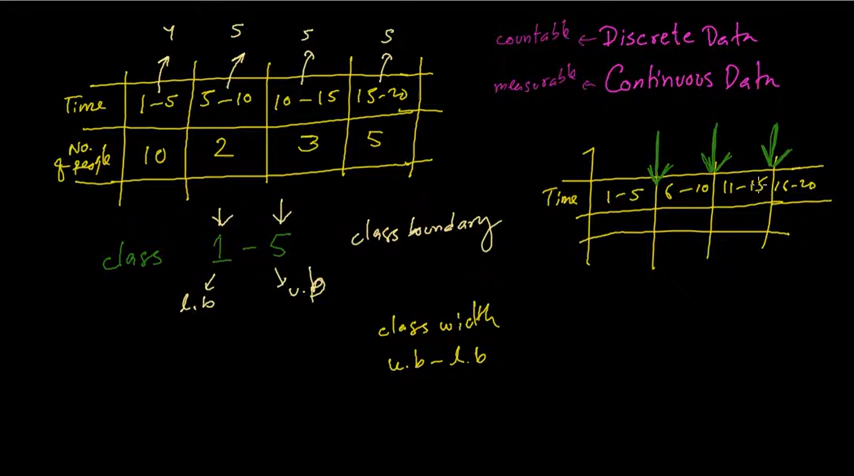 4 5 5 5
Time 1-5 5-10 10-15 15-20
No. of people 10 2 3 5
countable ← Discrete Data
measurable ← Continuous Data
Time 1-5 6-10 11-15 16-20
class 1-5
l.b u.b
class boundary
class width
u.b - l.b